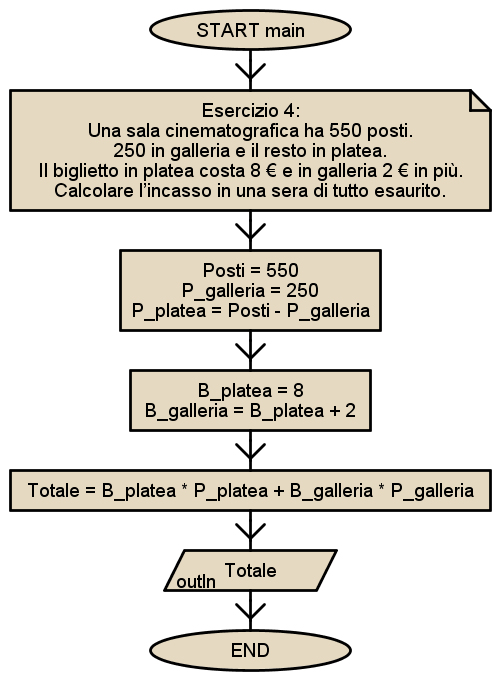 START main
Esercizio 4:
Una sala cinematografica ha 550 posti.
250 in galleria e il resto in platea.
Il biglietto in platea costa 8 € e in galleria 2 € in più.
Calcolare l'incasso in una sera di tutto esaurito.
Posti = 550
P_galleria = 250
P_platea = Posti - P_galleria
B_platea = 8
B_galleria = B_platea + 2
Totale = B_platea * P_platea + B_galleria * P_galleria
Totale
outln
END